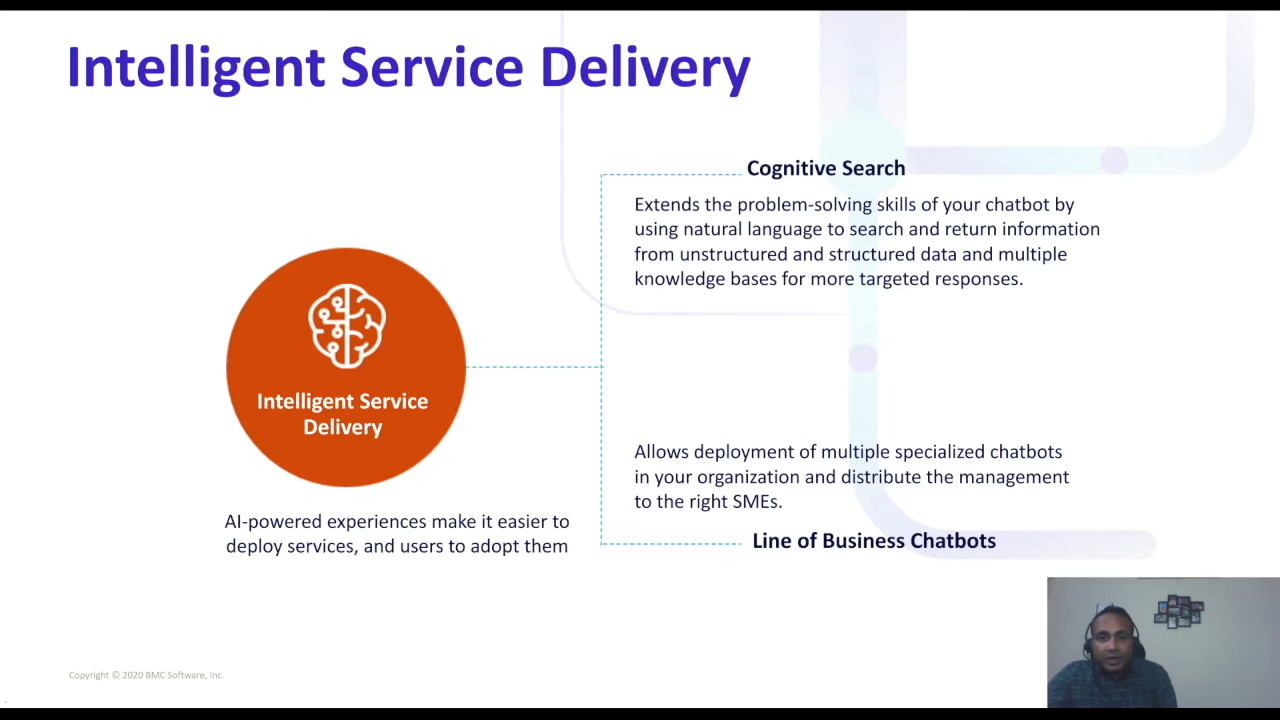 Intelligent Service Delivery
Cognitive Search
Extends the problem-solving skills of your chatbot by
using natural language to search and return information
from unstructured and structured data and multiple
knowledge bases for more targeted responses.
Intelligent Service
Delivery
AI-powered experiences make it easier to
deploy services, and users to adopt them
Allows deployment of multiple specialized chatbots
in your organization and distribute the management
to the right SMEs.
Line of Business Chatbots
Copyright © 2020 BMC Software, Inc.